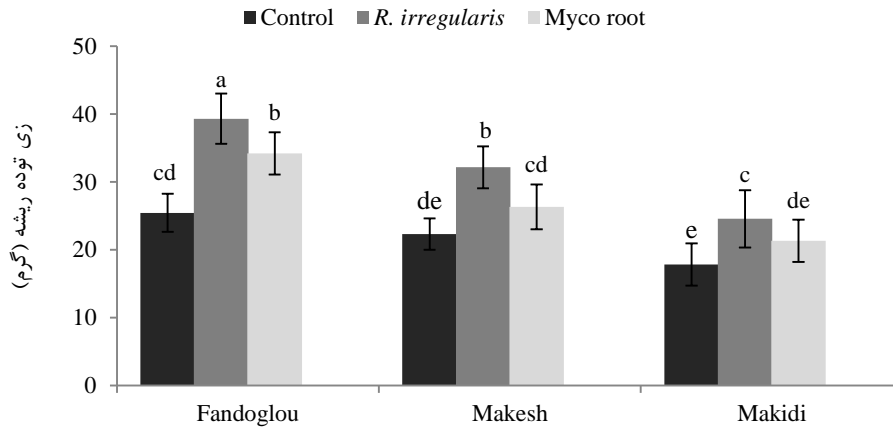 Control R. irregularis Myco root
50
40
30
20
10
0
زی توده ریشه (گرم)
cd
a
b
de
b
cd
e
c
de
Fandoglou Makesh Makidi